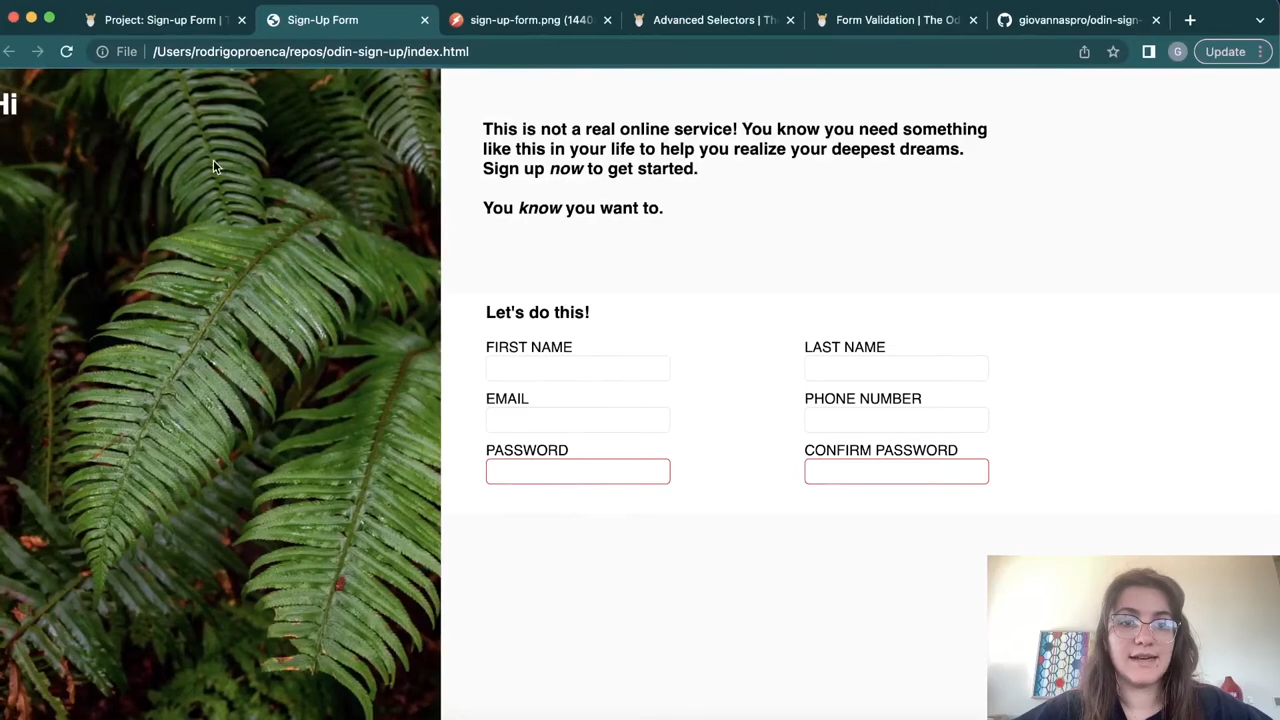 Project: Sign-up Form | T
Sign-Up Form
sign-up-form.png (1440
Advanced Selectors | The
Form Validation | The Od
giovannaspro/odin-sign-
File
/Users/rodrigoproenca/repos/odin-sign-up/index.html
G
Update
Hi
This is not a real online service! You know you need something
like this in your life to help you realize your deepest dreams.
Sign up now to get started.
You know you want to.
Let's do this!
FIRST NAME
LAST NAME
EMAIL
PHONE NUMBER
PASSWORD
CONFIRM PASSWORD